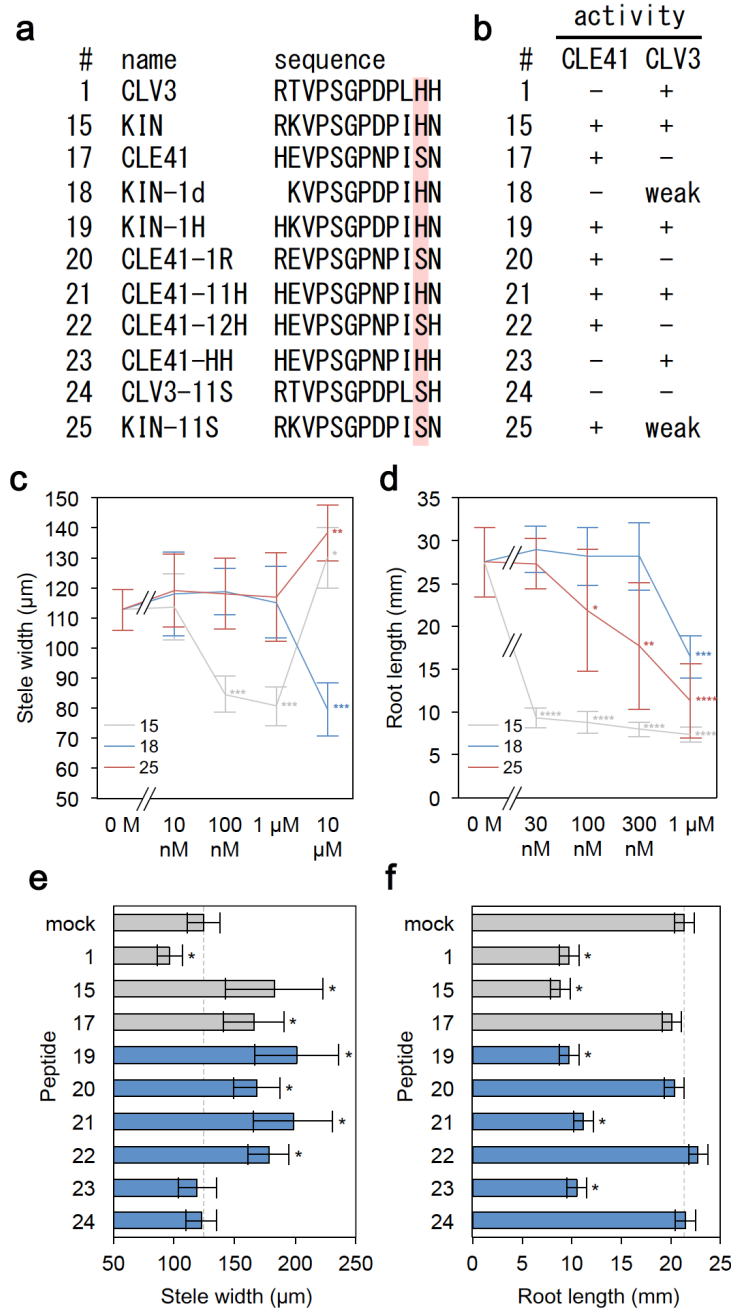 a
# name sequence
1 CLV3 RTVPSGPDPLHH
15 KIN RKVPSGPDPIHN
17 CLE41 HEVPSGPNPISN
18 KIN-1d KVPSGPDPIHN
19 KIN-1H HKVPSGPDPIHN
20 CLE41-1R REVPSGPNPISN
21 CLE41-11H HEVPSGPNPIHN
22 CLE41-12H HEVPSGPNPISH
23 CLE41-HH HEVPSGPNPIHH
24 CLV3-11S RTVPSGPDPLSH
25 KIN-11S RKVPSGPDPISN
b
activity
# CLE41 CLV3
1 − +
15 + +
17 + −
18 − weak
19 + +
20 + −
21 + +
22 + −
23 − +
24 − −
25 + weak
c
Stele width (μm)
150
140
130
120
110
100
90
80
70
60
50
**
*
***
***
***
15
18
25
0 M
10 nM
100 nM
1 μM
10 μM
d
Root length (mm)
35
30
25
20
15
10
5
0
*
**
***
****
****
****
****
****
15
18
25
0 M
30 nM
100 nM
300 nM
1 μM
e
Peptide
mock
1 *
15 *
17 *
19 *
20 *
21 *
22 *
23
24
50 100 150 200 250
Stele width (μm)
f
Peptide
mock
1 *
15 *
17
19 *
20
21 *
22
23 *
24
0 5 10 15 20 25
Root length (mm)